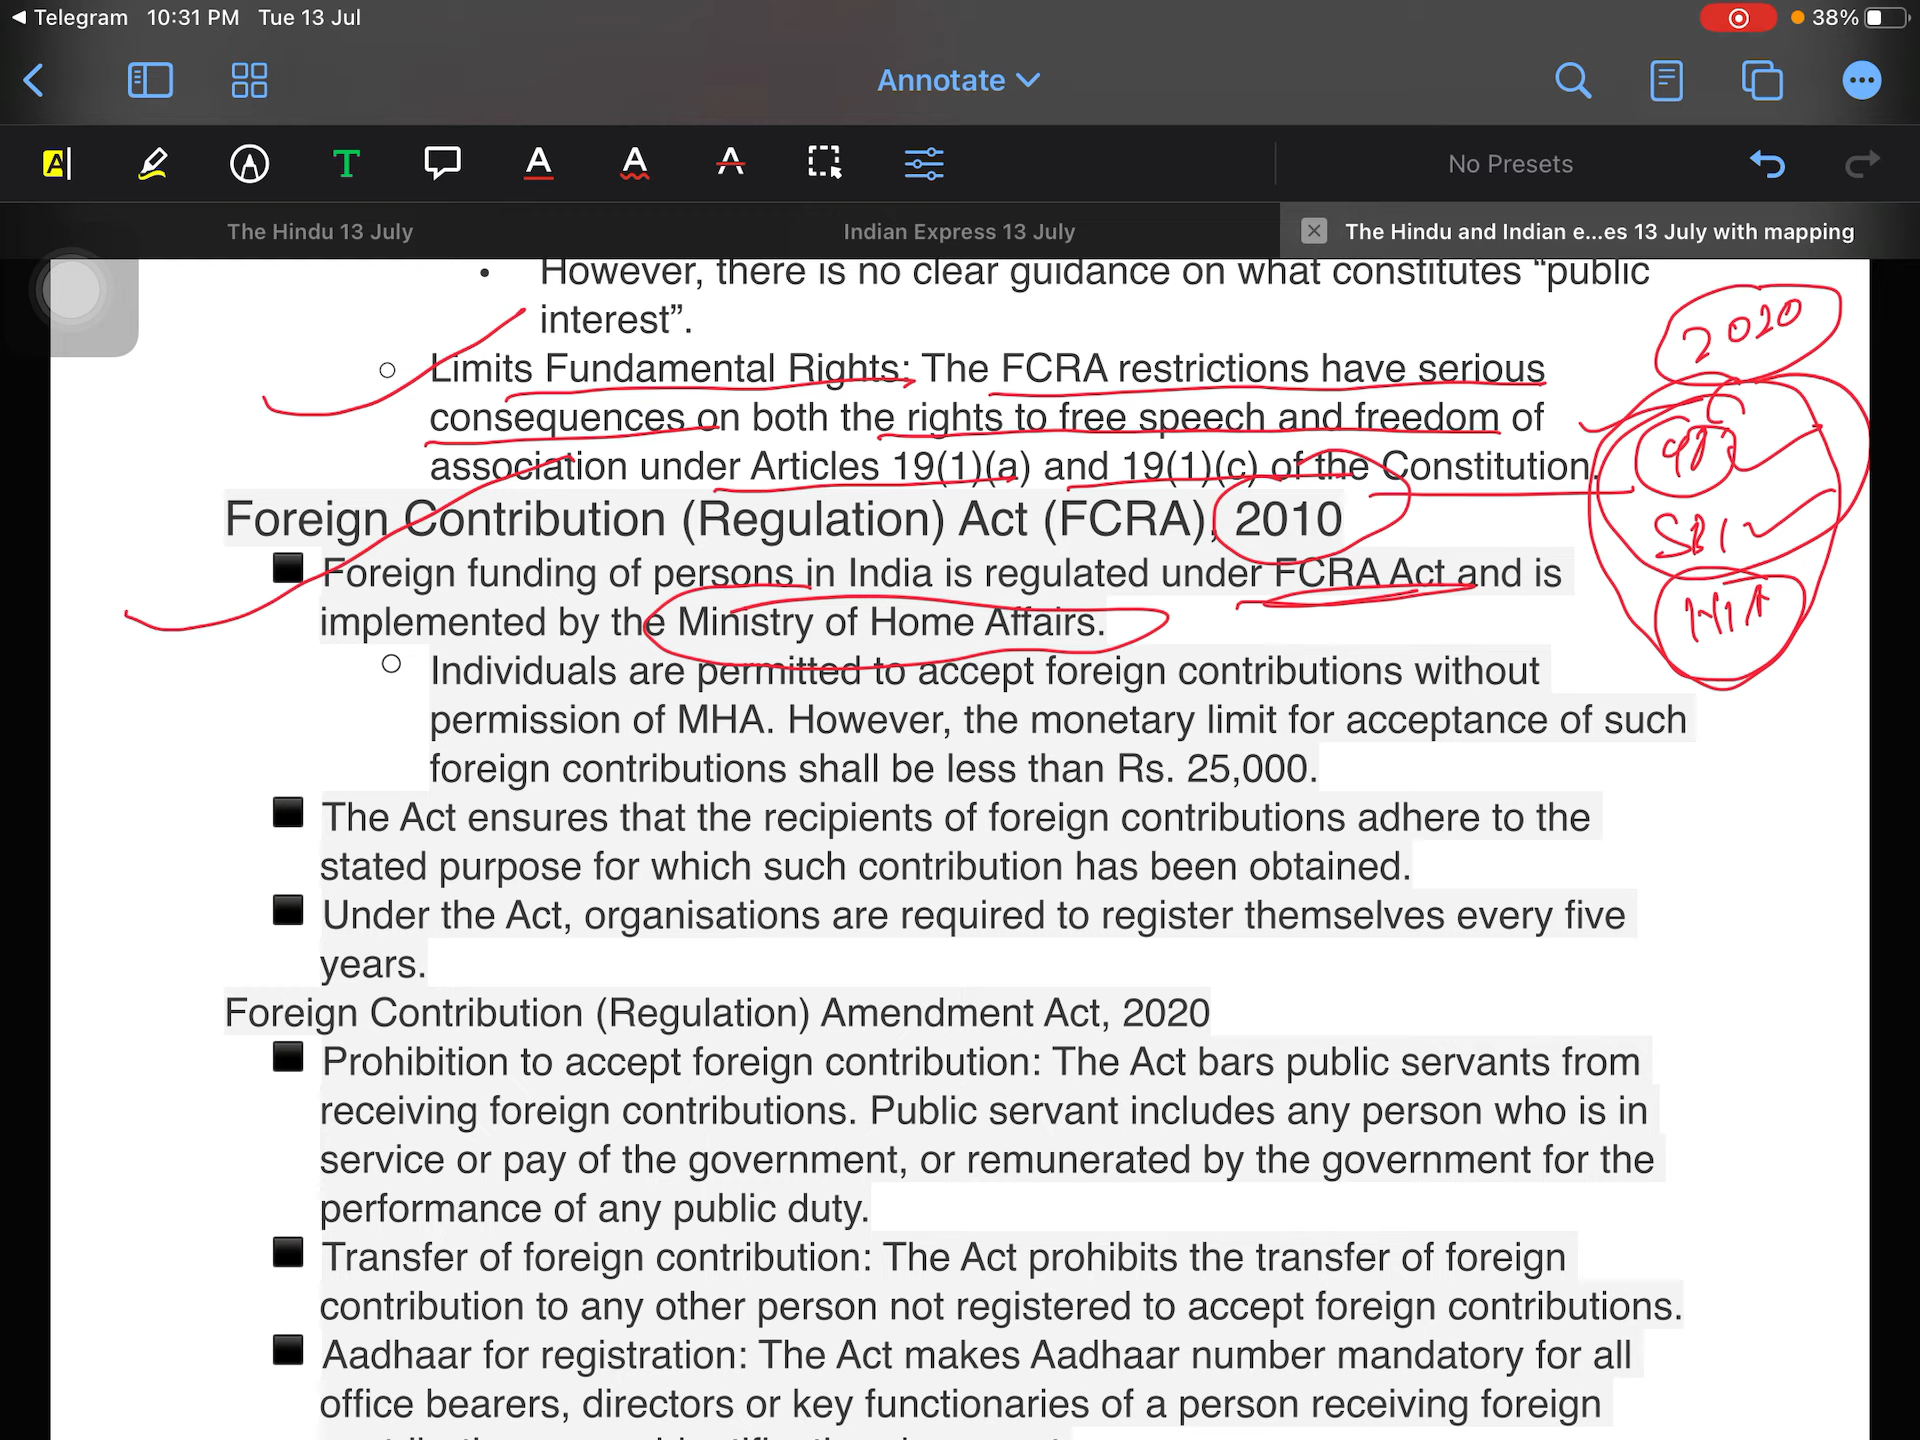 Telegram 10:31 PM Tue 13 Jul
38%
Annotate
No Presets
The Hindu 13 July
Indian Express 13 July
The Hindu and Indian e...es 13 July with mapping
• However, there is no clear guidance on what constitutes “public
interest”.
Limits Fundamental Rights: The FCRA restrictions have serious
consequences on both the rights to free speech and freedom of
association under Articles 19(1)(a) and 19(1)(c) of the Constitution.
2020
SBI
Foreign Contribution (Regulation) Act (FCRA), 2010
Foreign funding of persons in India is regulated under FCRA Act and is
implemented by the Ministry of Home Affairs.
Individuals are permitted to accept foreign contributions without
permission of MHA. However, the monetary limit for acceptance of such
foreign contributions shall be less than Rs. 25,000.
The Act ensures that the recipients of foreign contributions adhere to the
stated purpose for which such contribution has been obtained.
Under the Act, organisations are required to register themselves every five
years.
Foreign Contribution (Regulation) Amendment Act, 2020
Prohibition to accept foreign contribution: The Act bars public servants from
receiving foreign contributions. Public servant includes any person who is in
service or pay of the government, or remunerated by the government for the
performance of any public duty.
Transfer of foreign contribution: The Act prohibits the transfer of foreign
contribution to any other person not registered to accept foreign contributions.
Aadhaar for registration: The Act makes Aadhaar number mandatory for all
office bearers, directors or key functionaries of a person receiving foreign